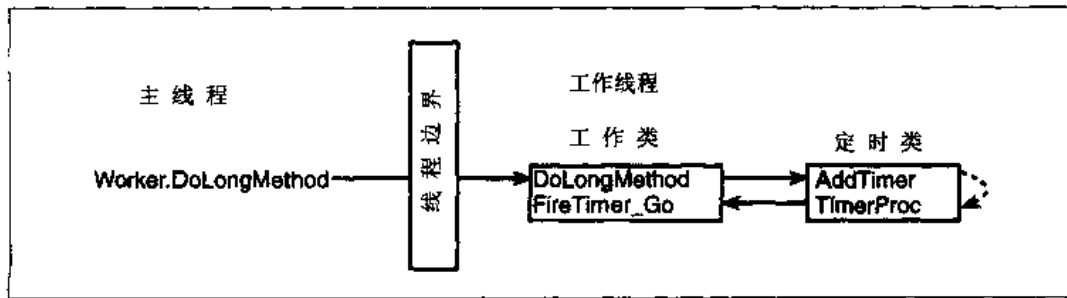 主线程
工作线程
线程边界
工作类
定时类
Worker.DoLongMethod
DoLongMethod
FireTimer_Go
AddTimer
TimerProc